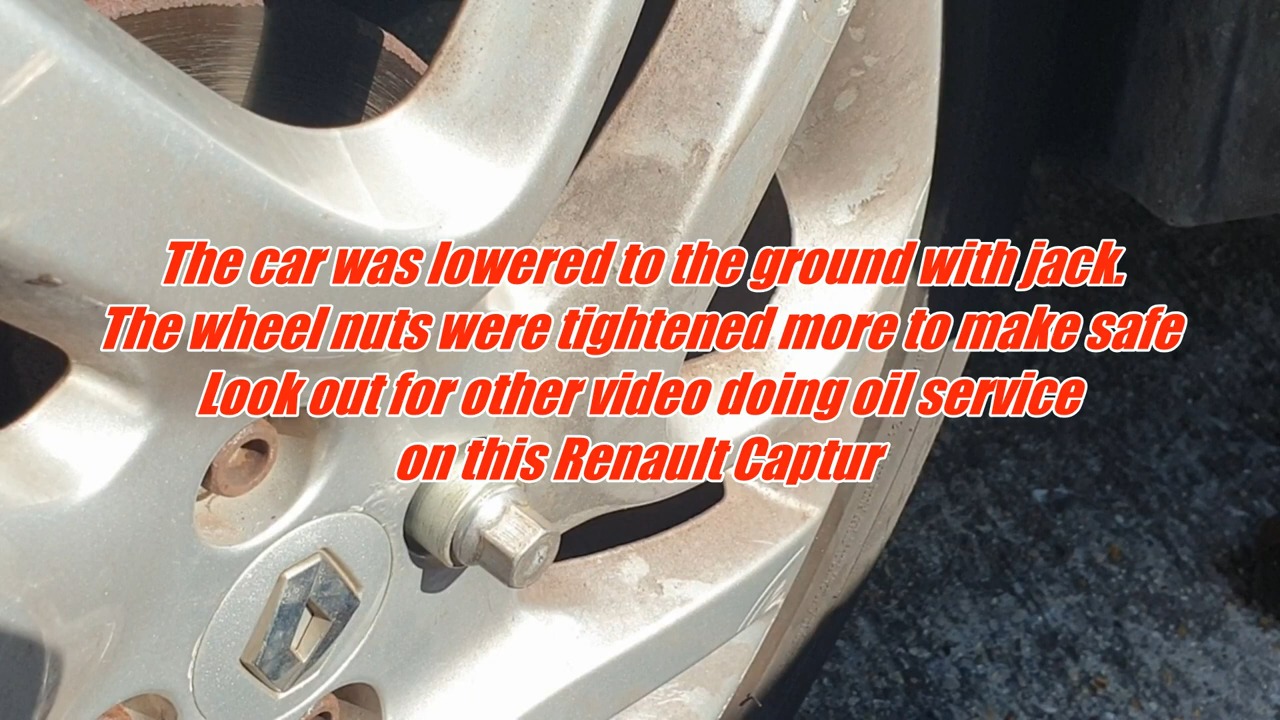 The car was lowered to the ground with jack.
The wheel nuts were tightened more to make safe
Look out for other video doing oil service
on this Renault Captur